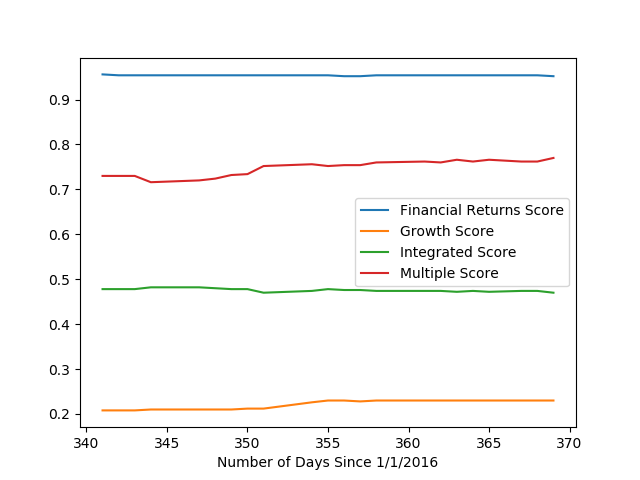 0.9
0.8
0.7
0.6
0.5
0.4
0.3
0.2
Financial Returns Score
Growth Score
Integrated Score
Multiple Score
340 345 350 355 360 365 370
Number of Days Since 1/1/2016